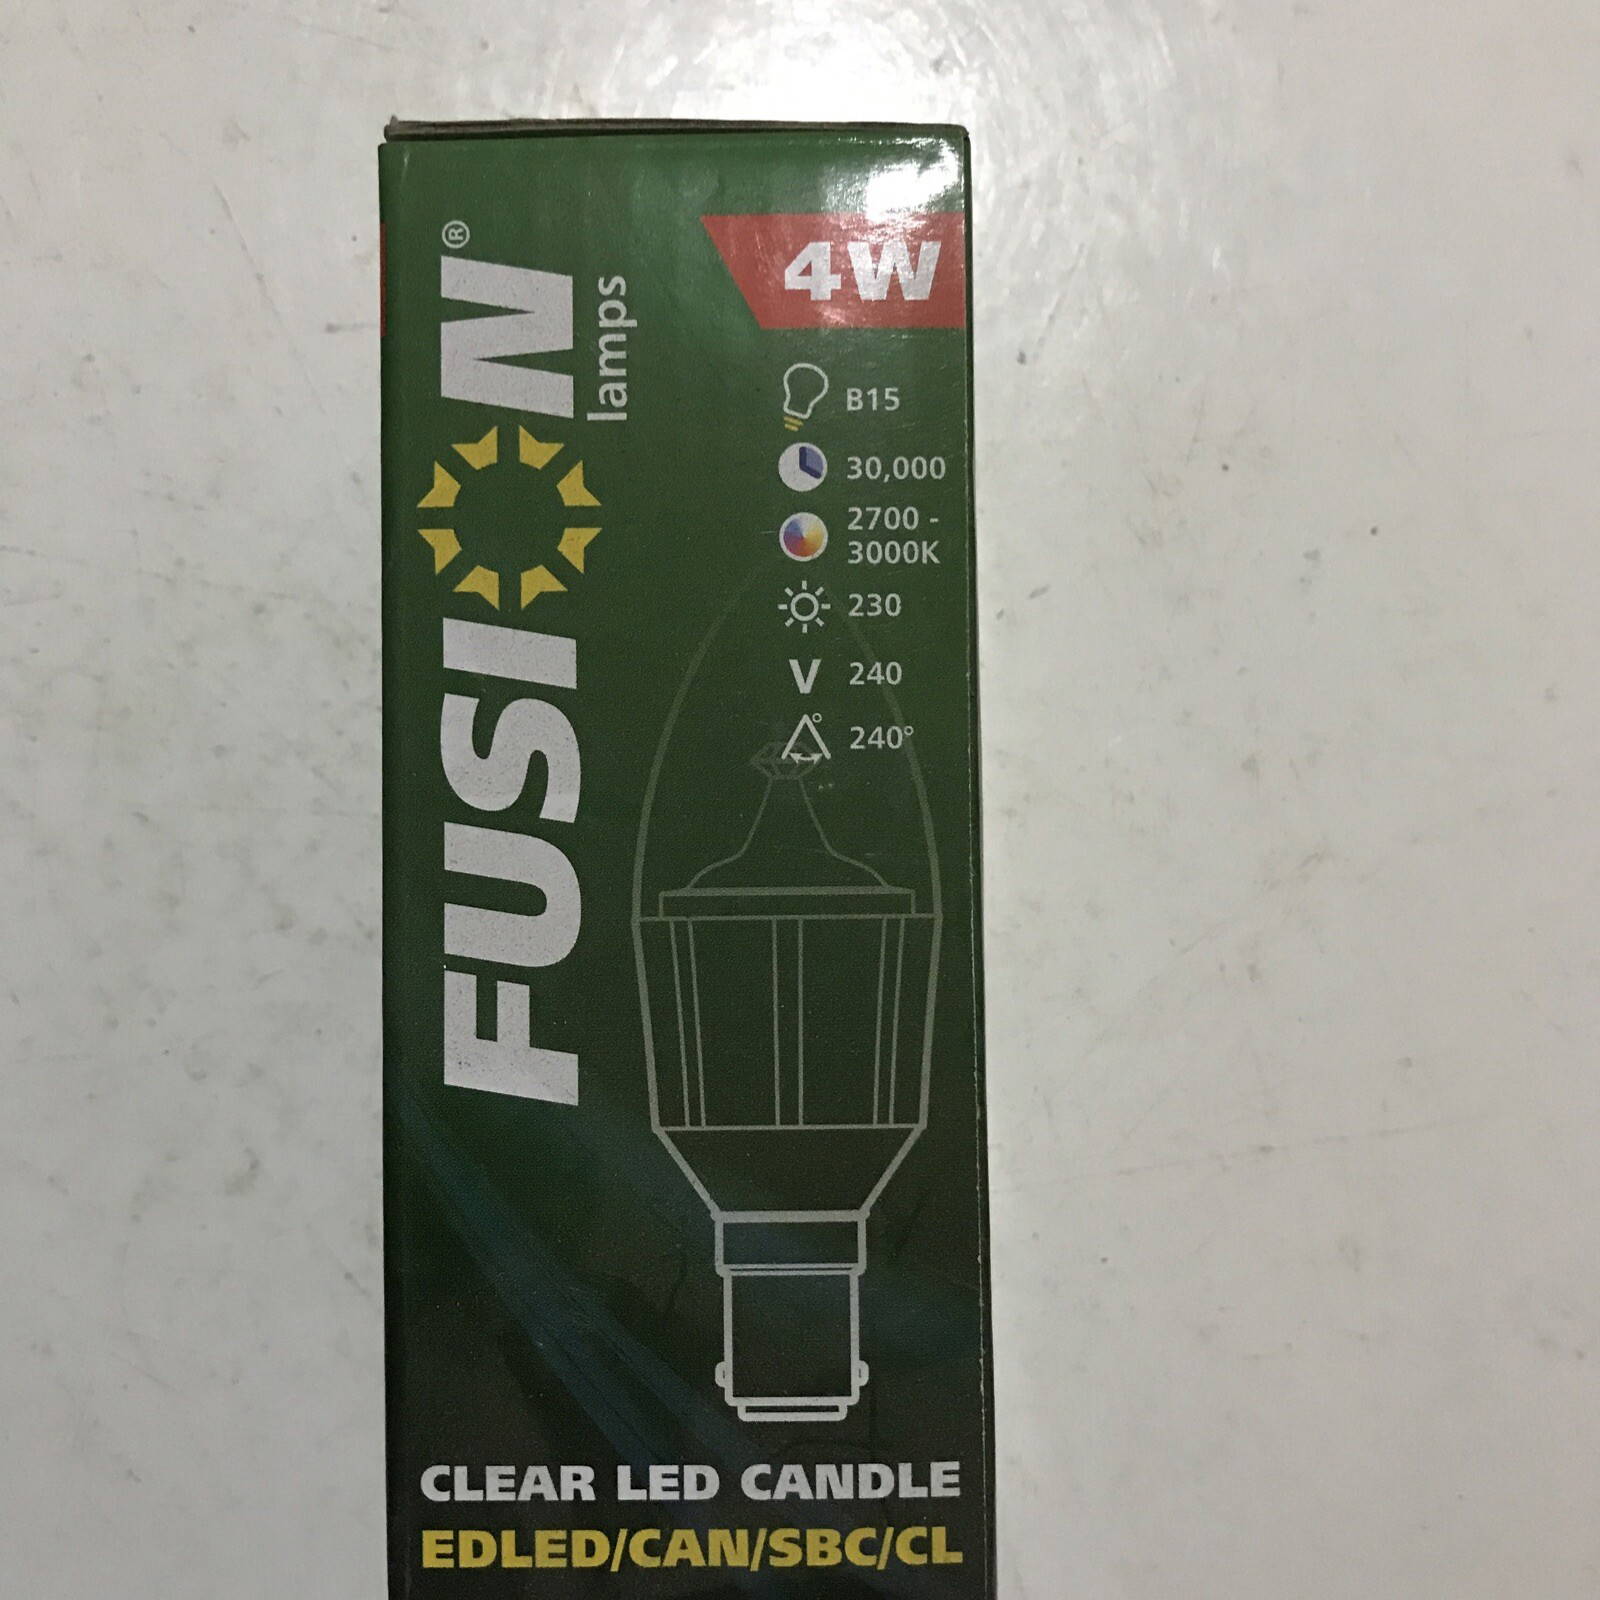 FUSION®
lamps
4W
B15
30,000
2700 -
3000K
230
V 240
240°
CLEAR LED CANDLE
EDLED/CAN/SBC/CL